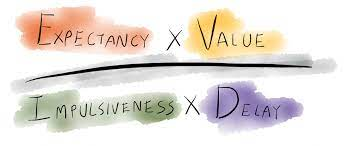 EXPECTANCY X VALUE
IMPULSIVENESS X DELAY